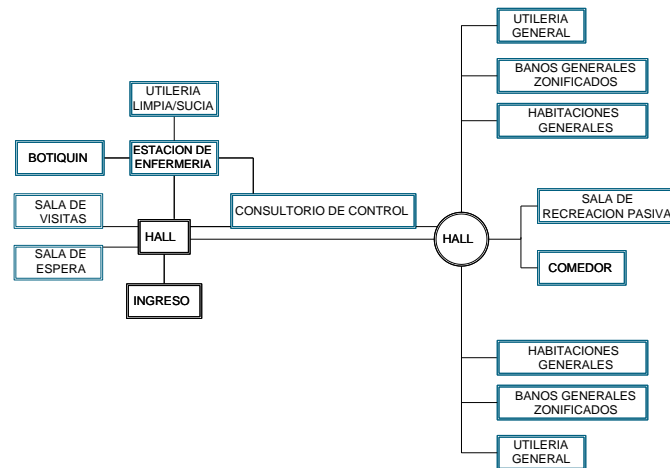 UTILERIA
GENERAL
BANOS GENERALES
ZONIFICADOS
HABITACIONES
GENERALES
UTILERIA
LIMPIA/SUCIA
ESTACION DE
ENFERMERIA
BOTIQUIN
SALA DE
VISITAS
CONSULTORIO DE CONTROL
SALA DE
RECREACION PASIVA
HALL
HALL
SALA DE
ESPERA
COMEDOR
INGRESO
HABITACIONES
GENERALES
BANOS GENERALES
ZONIFICADOS
UTILERIA
GENERAL